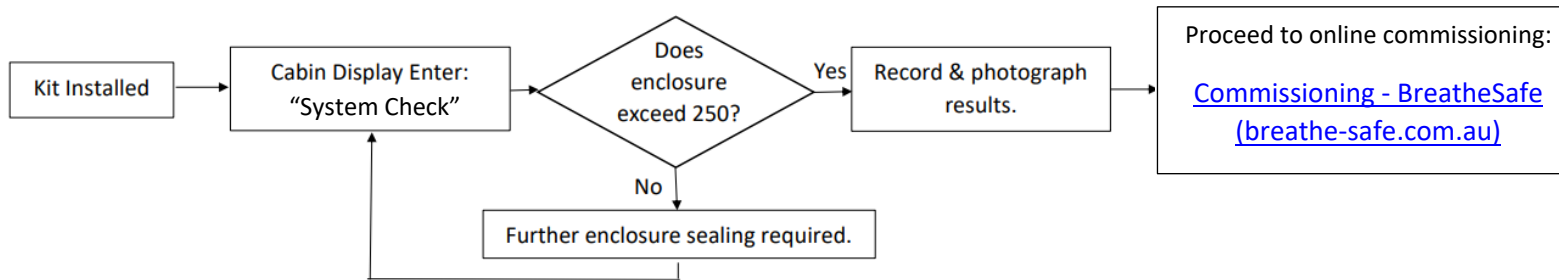 Kit Installed
Cabin Display Enter:
“System Check”
Does
enclosure
exceed 250?
Yes
Record & photograph
results.
Proceed to online commissioning:
Commissioning - BreatheSafe
(breathe-safe.com.au)
No
Further enclosure sealing required.